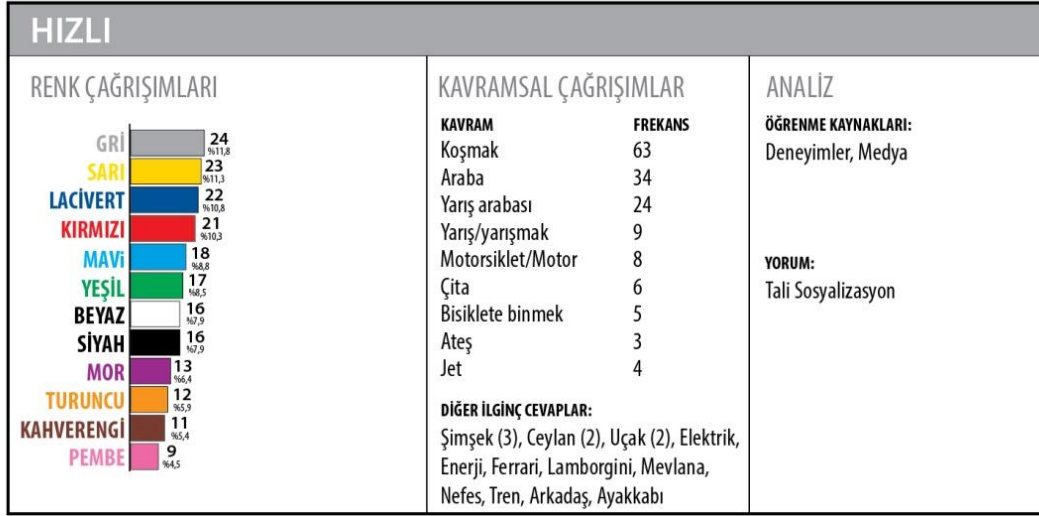 HIZLI
RENK ÇAĞRIŞIMLARI
GRİ 24 %11,8
SARI 23 %11,3
LACİVERT 22 %10,8
KIRMIZI 21 %10,3
MAVi 18 %8,8
YEŞİL 17 %8,5
BEYAZ 16 %7,9
SİYAH 16 %7,9
MOR 13 %6,4
TURUNCU 12 %5,9
KAHVERENGİ 11 %5,4
PEMBE 9 %4,5
KAVRAMSAL ÇAĞRIŞIMLAR
KAVRAM FREKANS
Koşmak 63
Araba 34
Yarış arabası 24
Yarış/yarışmak 9
Motorsiklet/Motor 8
Çita 6
Bisiklete binmek 5
Ateş 3
Jet 4
DİĞER İLGİNÇ CEVAPLAR:
Şimşek (3), Ceylan (2), Uçak (2), Elektrik,
Enerji, Ferrari, Lamborgini, Mevlana,
Nefes, Tren, Arkadaş, Ayakkabı
ANALİZ
ÖĞRENME KAYNAKLARI:
Deneyimler, Medya
YORUM:
Tali Sosyalizasyon